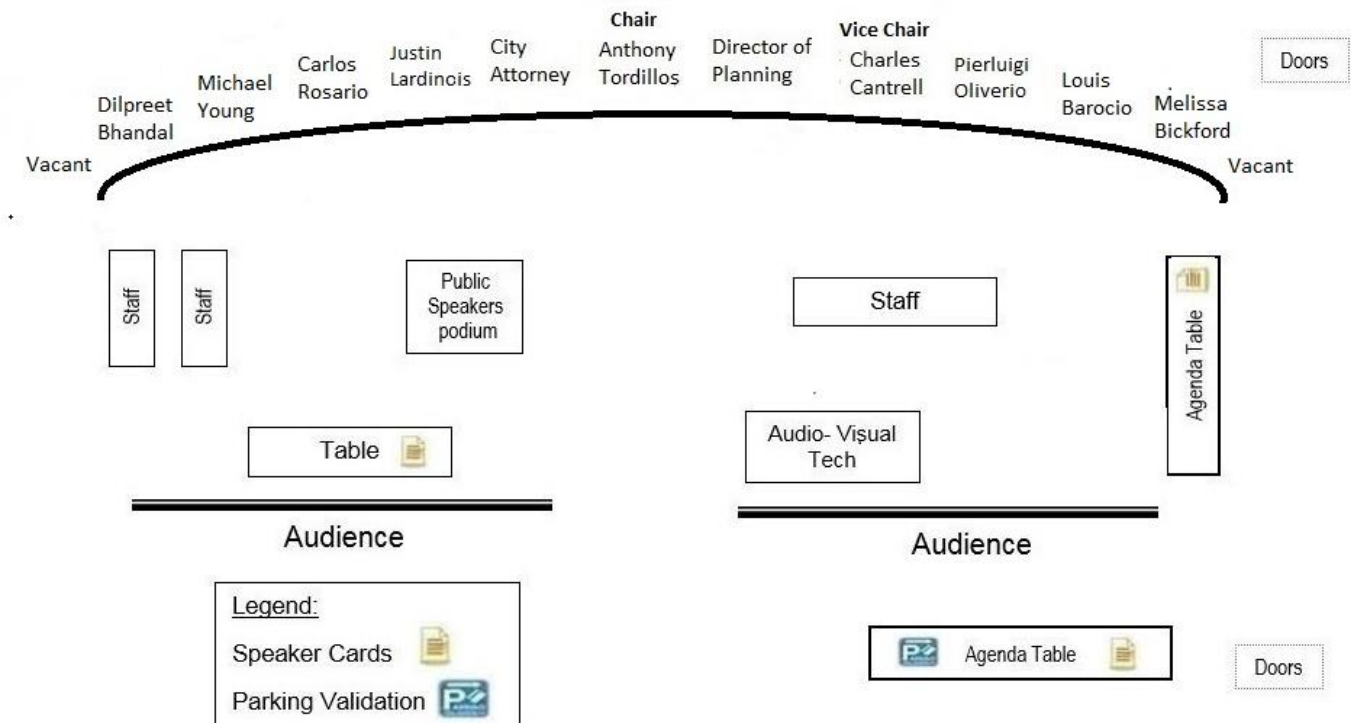 Chair
Anthony
Tordillos
Vice Chair
Charles
Cantrell
City
Attorney
Director of
Planning
Justin
Lardinois
Pierluigi
Oliverio
Carlos
Rosario
Louis
Barocio
Michael
Young
Melissa
Bickford
Dilpreet
Bhandal
Vacant
Vacant
Doors
Staff
Staff
Public
Speakers
podium
Staff
Agenda Table
Table
Audio- Visual
Tech
Audience
Audience
Legend:
Speaker Cards
Parking Validation
P
P
Agenda Table
Doors